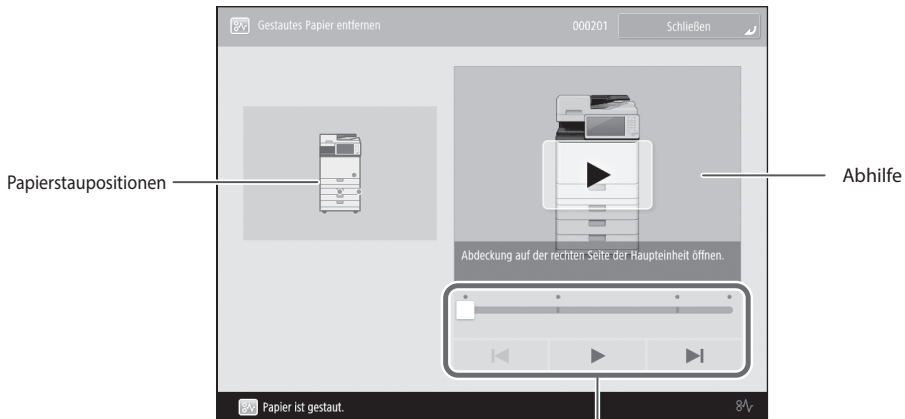 Gestautes Papier entfernen
000201
Schließen
Papierstaupositionen
Abhilfe
Abdeckung auf der rechten Seite der Haupteinheit öffnen.
Papier ist gestaut.